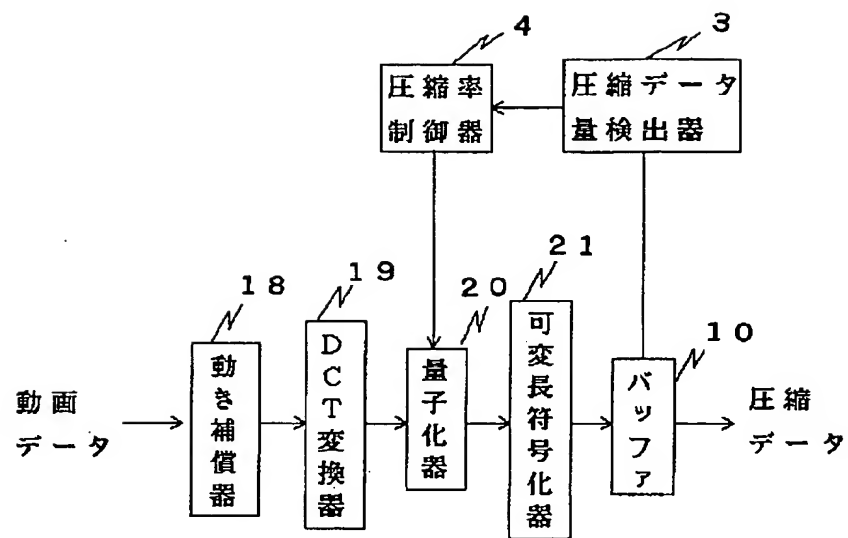 4
圧縮率
制御器
3
圧縮データ
量検出器
18
動き補償器
19
DCT変換器
20
量子化器
21
可変長符号化器
10
バッファ
動画
データ
圧縮
データ